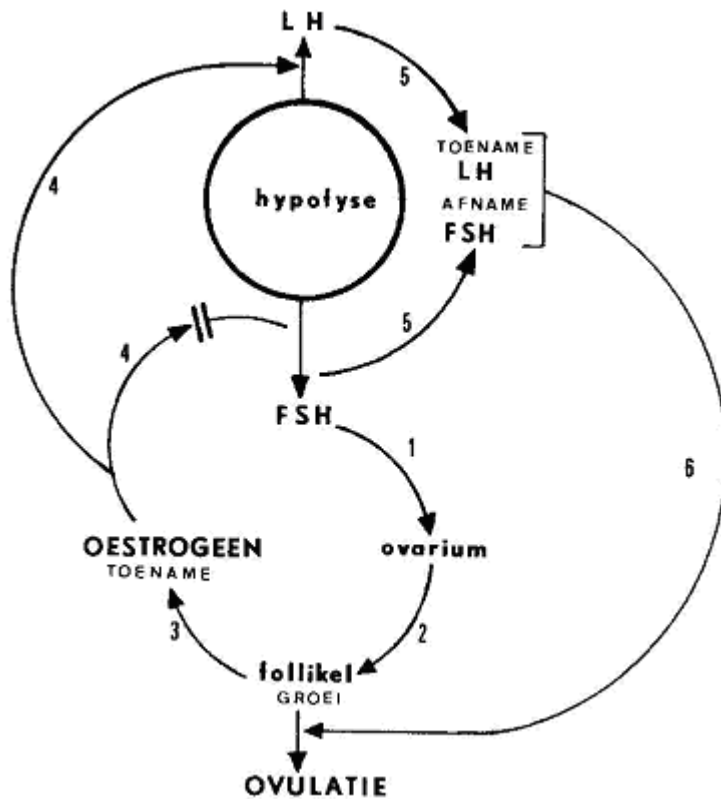 LH
5
TOENAME
LH
AFNAME
FSH
4
hypofyse
4
5
FSH
1
6
OESTROGEEN
TOENAME
ovarium
3
2
follikel
GROEI
OVULATIE